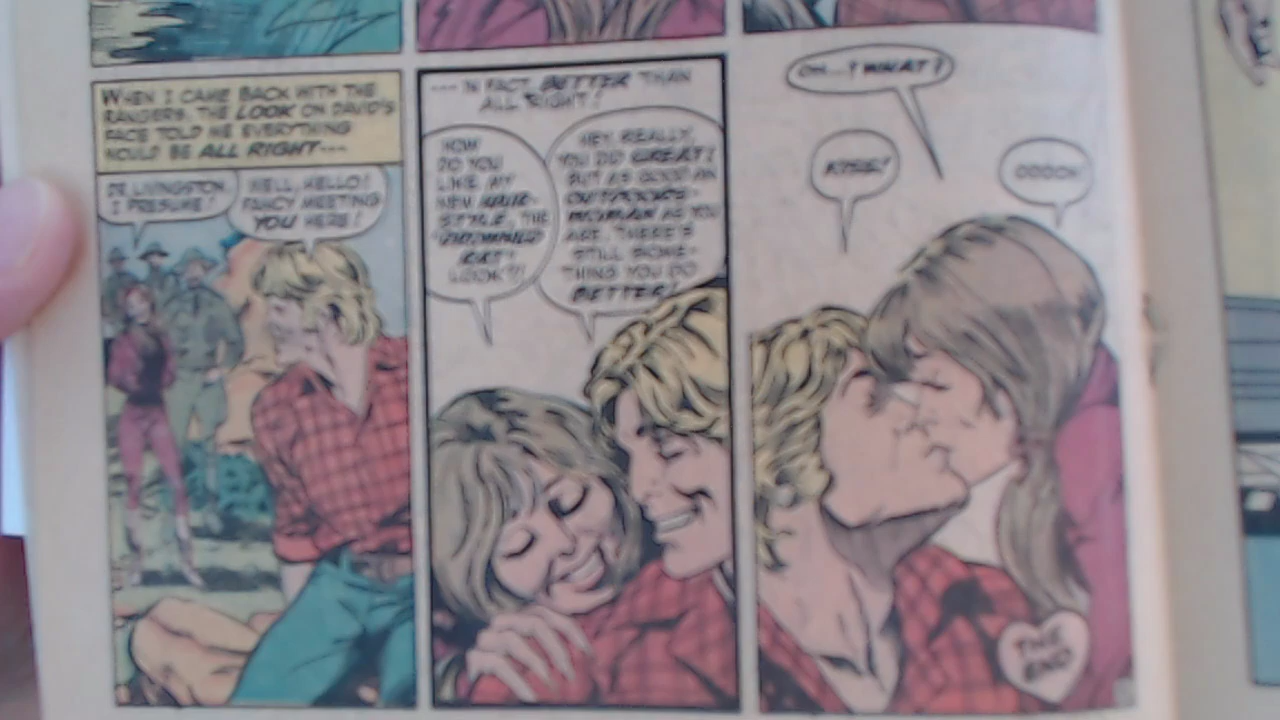 WHEN I CAME BACK WITH THE
RANGERS, THE LOOK ON DAVID'S
FACE TOLD ME EVERYTHING
WOULD BE ALL RIGHT---
DR. LIVINGSTON,
I PRESUME!
WELL, HELLO!
FANCY MEETING
YOU HERE!
--- IN FACT, BETTER THAN
ALL RIGHT!
HOW
DO YOU
LIKE MY
NEW HAIR-
STYLE, THE
"DROWNED
RAT"
LOOK?!
HEY, REALLY,
YOU DID GREAT!
BUT AS GOOD AN
OUTDOORS-
WOMAN AS YOU
ARE, THERE'S
STILL SOME-
THING YOU DO
BETTER!
OH...? WHAT?
KISS!
OOOOH
THE
END